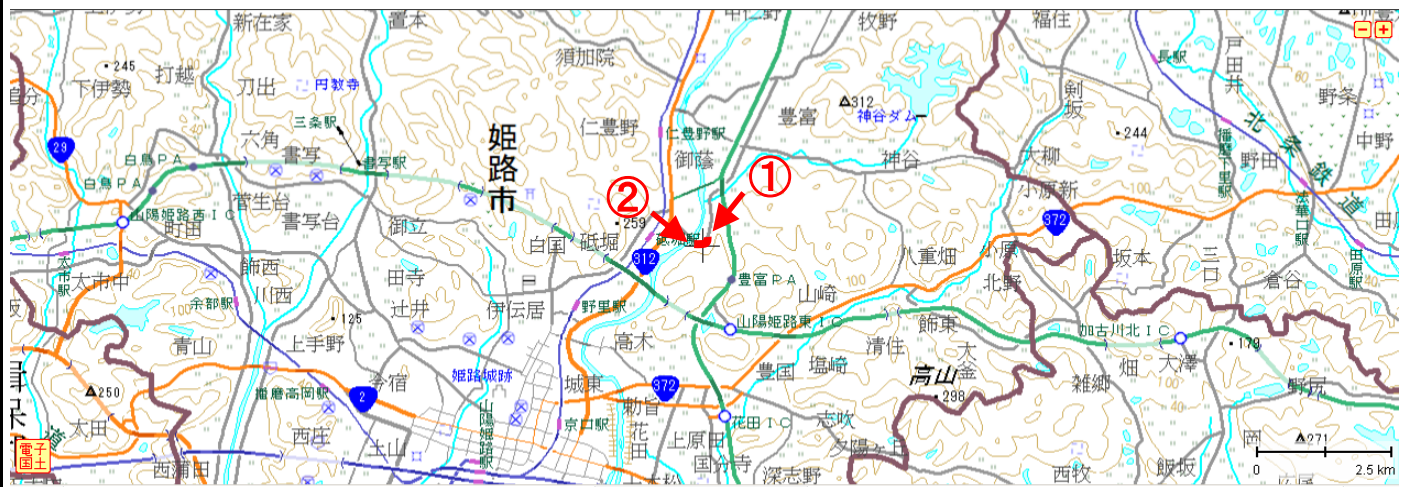 新在家
置本
牧野
福住
須加院
245
打越
下伊勢
刀出
円教寺
三条駅
六角
書写
書写駅
29
白鳥PA
白鳥PA
菅生台
書写台
山陽姫路西IC
町田
姫路市
仁豊野
仁豊野駅
御蔭
豊富
312
神谷ダム
神谷
①
②
259
砥堀
白国
御立
田寺
辻井
伊伝居
312
野里駅
豊富PA
山崎
八重畑
小原
北野
小原新
大柳
剣坂
244
372
坂本
三口
倉谷
長駅
戸田井
播磨下里駅
野田
北条鉄道
法華口駅
田原駅
野条
中野
太市駅
太市中
飾西
川西
余部駅
125
青山
上手野
今宿
播磨高岡駅
2
250
太田
西庄
土山
西蒲田
姫路城跡
城東
京口駅
山陽姫路駅
高木
372
勅旨
花田
上原田
国分寺
花田IC
山陽姫路東IC
豊国
塩崎
志吹
夕陽ヶ丘
深志野
清住
飾東
高山
298
加古川北IC
畑
大澤
179
雑郷
野尻
西牧
飯坂
271
電子
国土
0
2.5 km